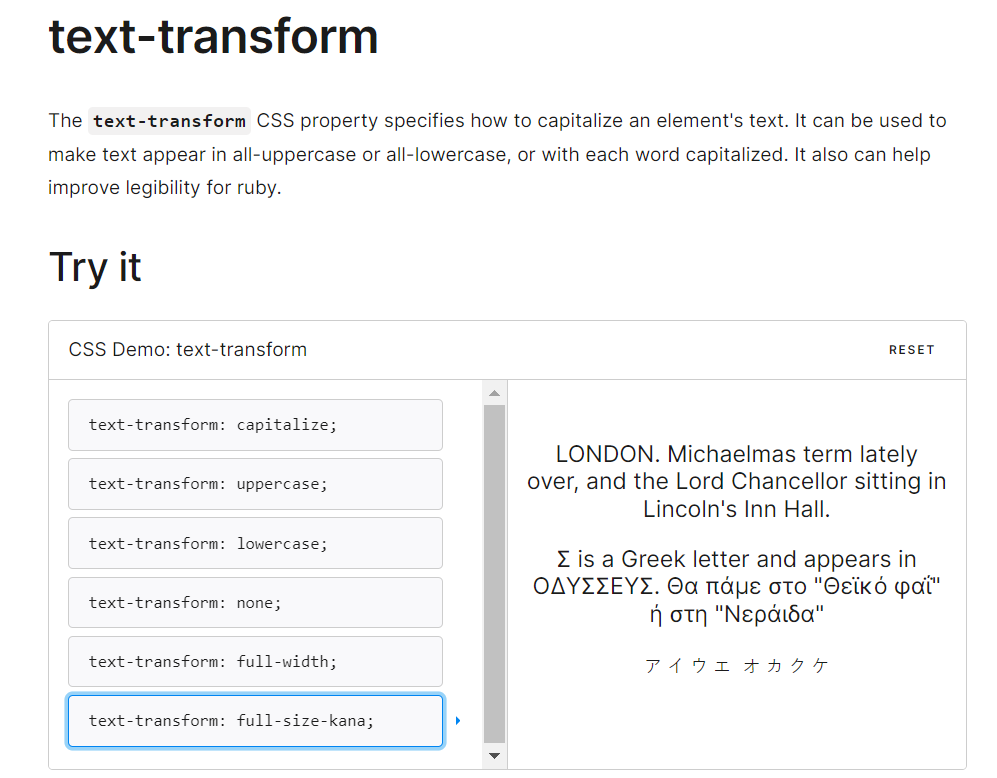 text-transform
The text-transform CSS property specifies how to capitalize an element's text. It can be used to
make text appear in all-uppercase or all-lowercase, or with each word capitalized. It also can help
improve legibility for ruby.
Try it
CSS Demo: text-transform
RESET
text-transform: capitalize;
text-transform: uppercase;
text-transform: lowercase;
text-transform: none;
text-transform: full-width;
text-transform: full-size-kana;
LONDON. Michaelmas term lately
over, and the Lord Chancellor sitting in
Lincoln's Inn Hall.
Σ is a Greek letter and appears in
ΟΔΥΣΣΕΥΣ. Θα πάμε στο "Θεϊκό φαΐ"
ή στη "Νεράιδα"
アイウエ オカクケ